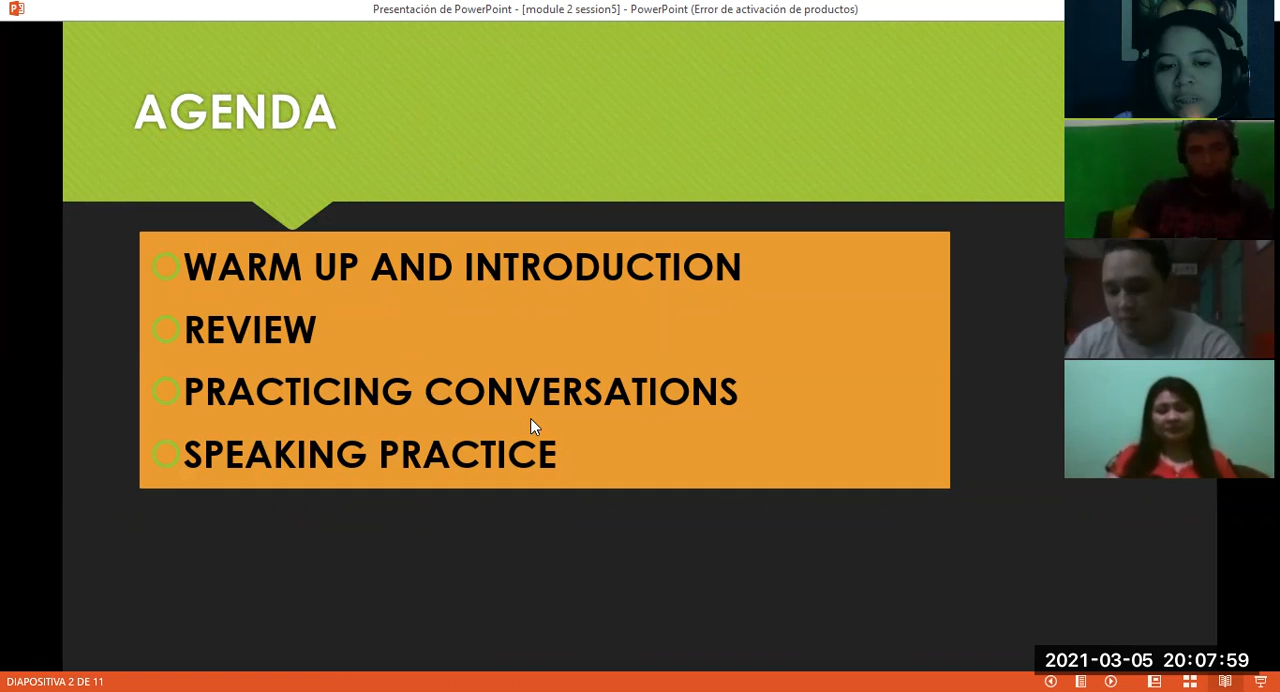 Presentación de PowerPoint - [module 2 session5] - PowerPoint (Error de activación de productos)
AGENDA
WARM UP AND INTRODUCTION
REVIEW
PRACTICING CONVERSATIONS
SPEAKING PRACTICE
2021-03-05 20:07:59
DIAPOSITIVA 2 DE 11